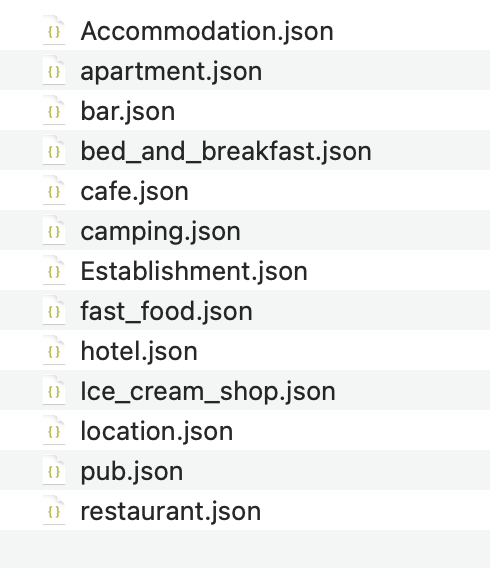 Accommodation.json
apartment.json
bar.json
bed_and_breakfast.json
cafe.json
camping.json
Establishment.json
fast_food.json
hotel.json
Ice_cream_shop.json
location.json
pub.json
restaurant.json